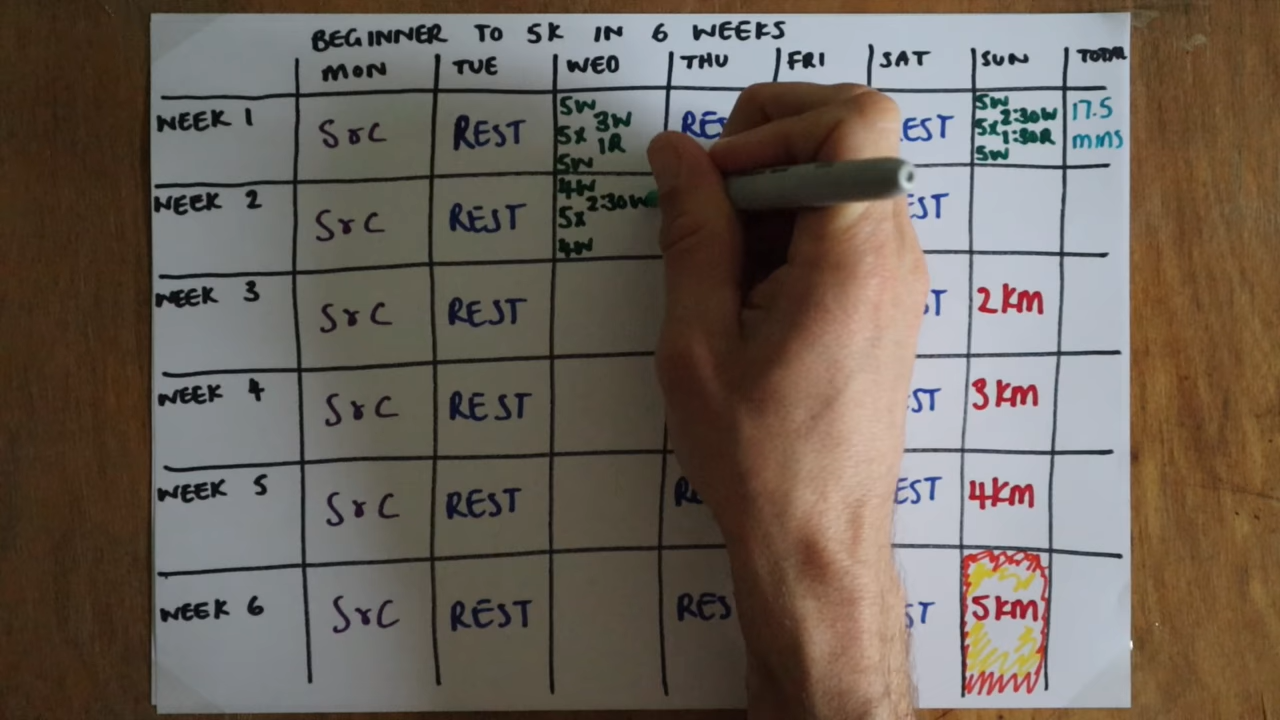 BEGINNER TO 5K IN 6 WEEKS
MON TUE WED THU FRI SAT SUN TOTAL
WEEK 1 S&C REST 5W 5X 3W 1R 5W REST 5W 5X 2:30W 1:30R 5W 17.5 mins
WEEK 2 S&C REST 4W 5X 2:30W 4W
WEEK 3 S&C REST 2KM
WEEK 4 S&C REST 3KM
WEEK 5 S&C REST 4KM
WEEK 6 S&C REST 5KM